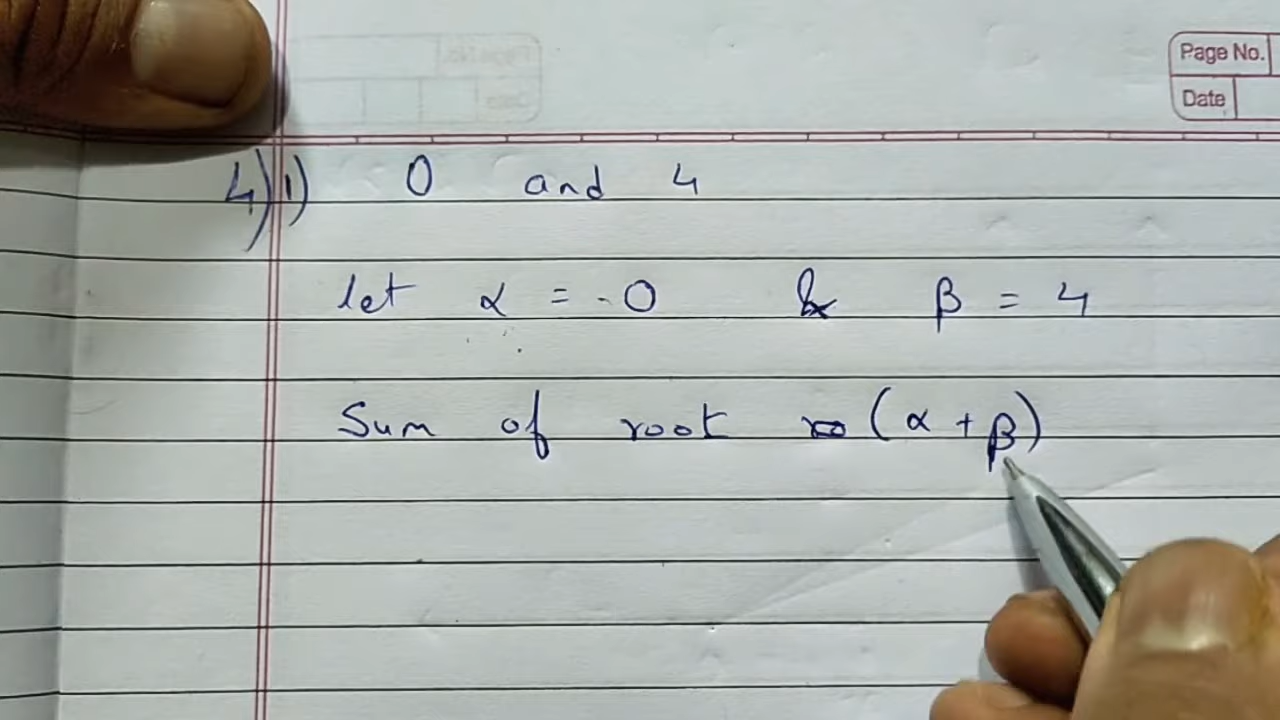 Page No.
Date
4) 1) 0 and 4
let α = 0 & β = 4
Sum of root (α + β)